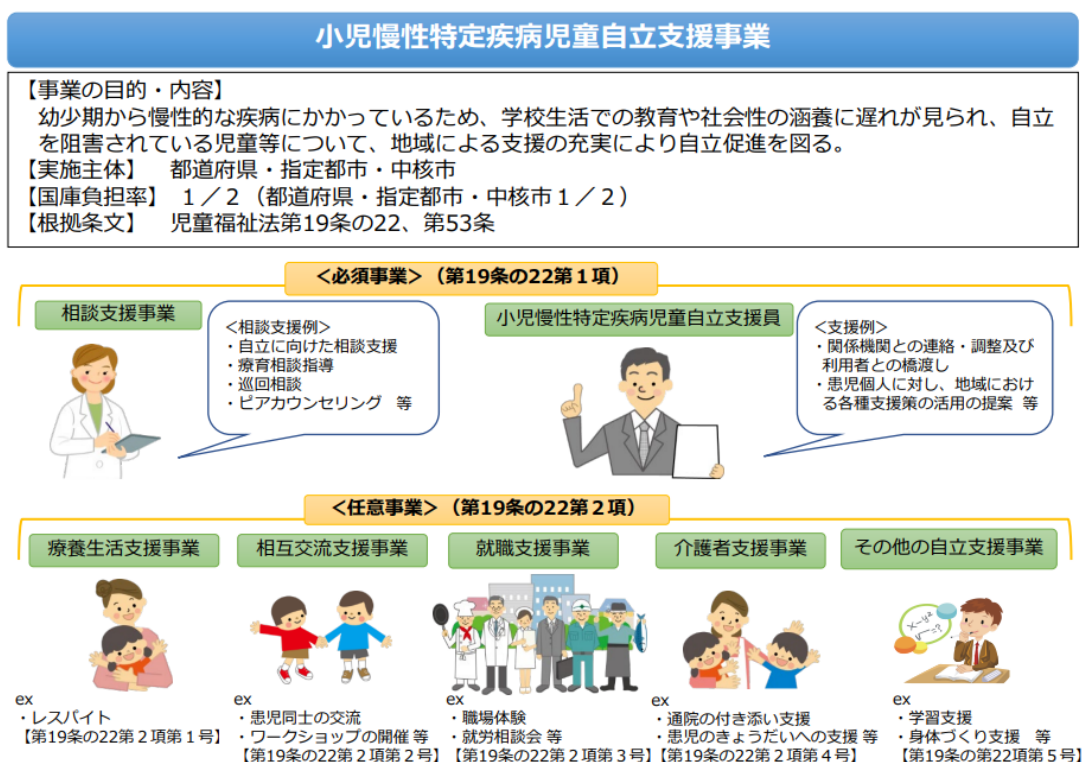 小児慢性特定疾病児童自立支援事業
【事業の目的・内容】
幼少期から慢性的な疾病にかかっているため、学校生活での教育や社会性の涵養に遅れが見られ、自立
を阻害されている児童等について、地域による支援の充実により自立促進を図る。
【実施主体】　都道府県・指定都市・中核市
【国庫負担率】　１／２（都道府県・指定都市・中核市１／２）
【根拠条文】　児童福祉法第19条の22、第53条
＜必須事業＞（第19条の22第１項）
相談支援事業
＜相談支援例＞
・自立に向けた相談支援
・療育相談指導
・巡回相談
・ピアカウンセリング　等
小児慢性特定疾病児童自立支援員
＜支援例＞
・関係機関との連絡・調整及び
利用者との橋渡し
・患児個人に対し、地域におけ
る各種支援策の活用の提案　等
＜任意事業＞（第19条の22第２項）
療養生活支援事業
ex
・レスパイト
【第19条の22第２項第１号】
相互交流支援事業
ex
・患児同士の交流
・ワークショップの開催 等
【第19条の22第２項第２号】
就職支援事業
ex
・職場体験
・就労相談会 等
【第19条の22第２項第３号】
介護者支援事業
ex
・通院の付き添い支援
・患児のきょうだいへの支援 等
【第19条の22第２項第４号】
その他の自立支援事業
x−y²
√=?
ex
・学習支援
・身体づくり支援　等
【第19条の第22項第５号】